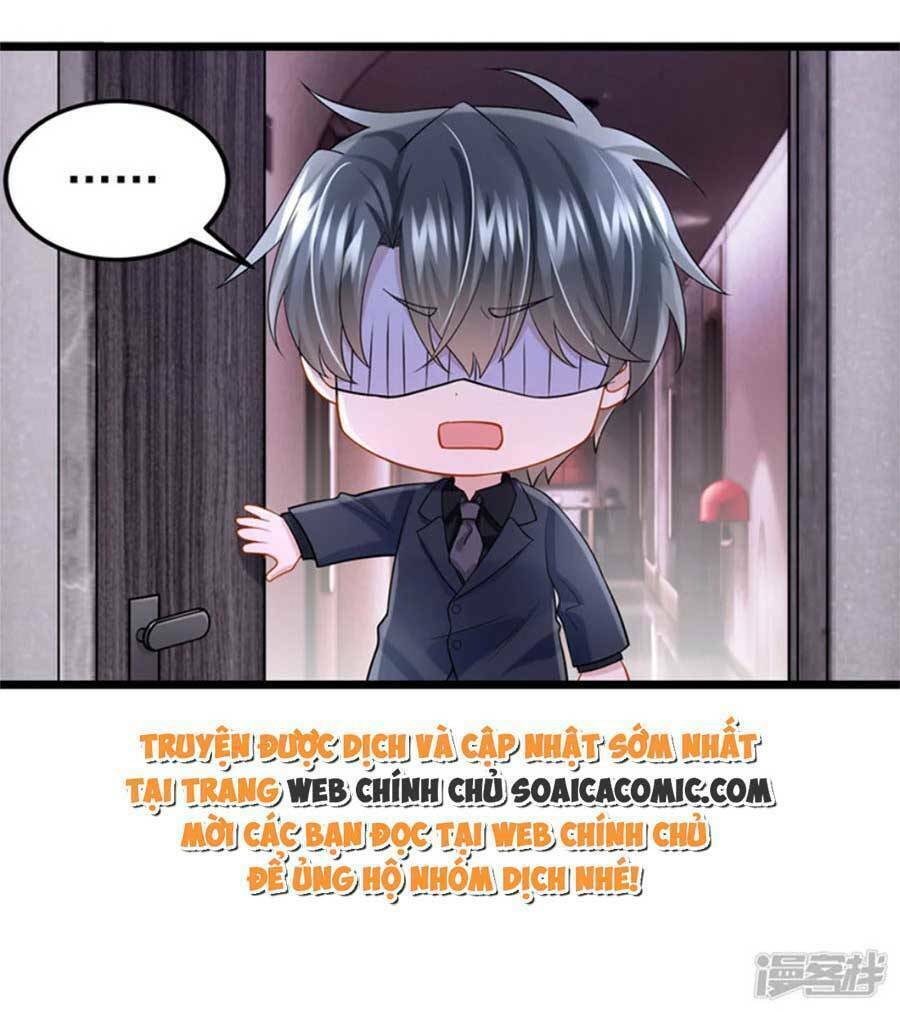 .......
TRUYỆN ĐƯỢC DỊCH VÀ CẬP NHẬT SỚM NHẤT
TẠI TRANG WEB CHÍNH CHỦ SOAICACOMIC.COM
MỜI CÁC BẠN ĐỌC TẠI WEB CHÍNH CHỦ
ĐỂ ỦNG HỘ NHÓM DỊCH NHÉ!
漫客栈